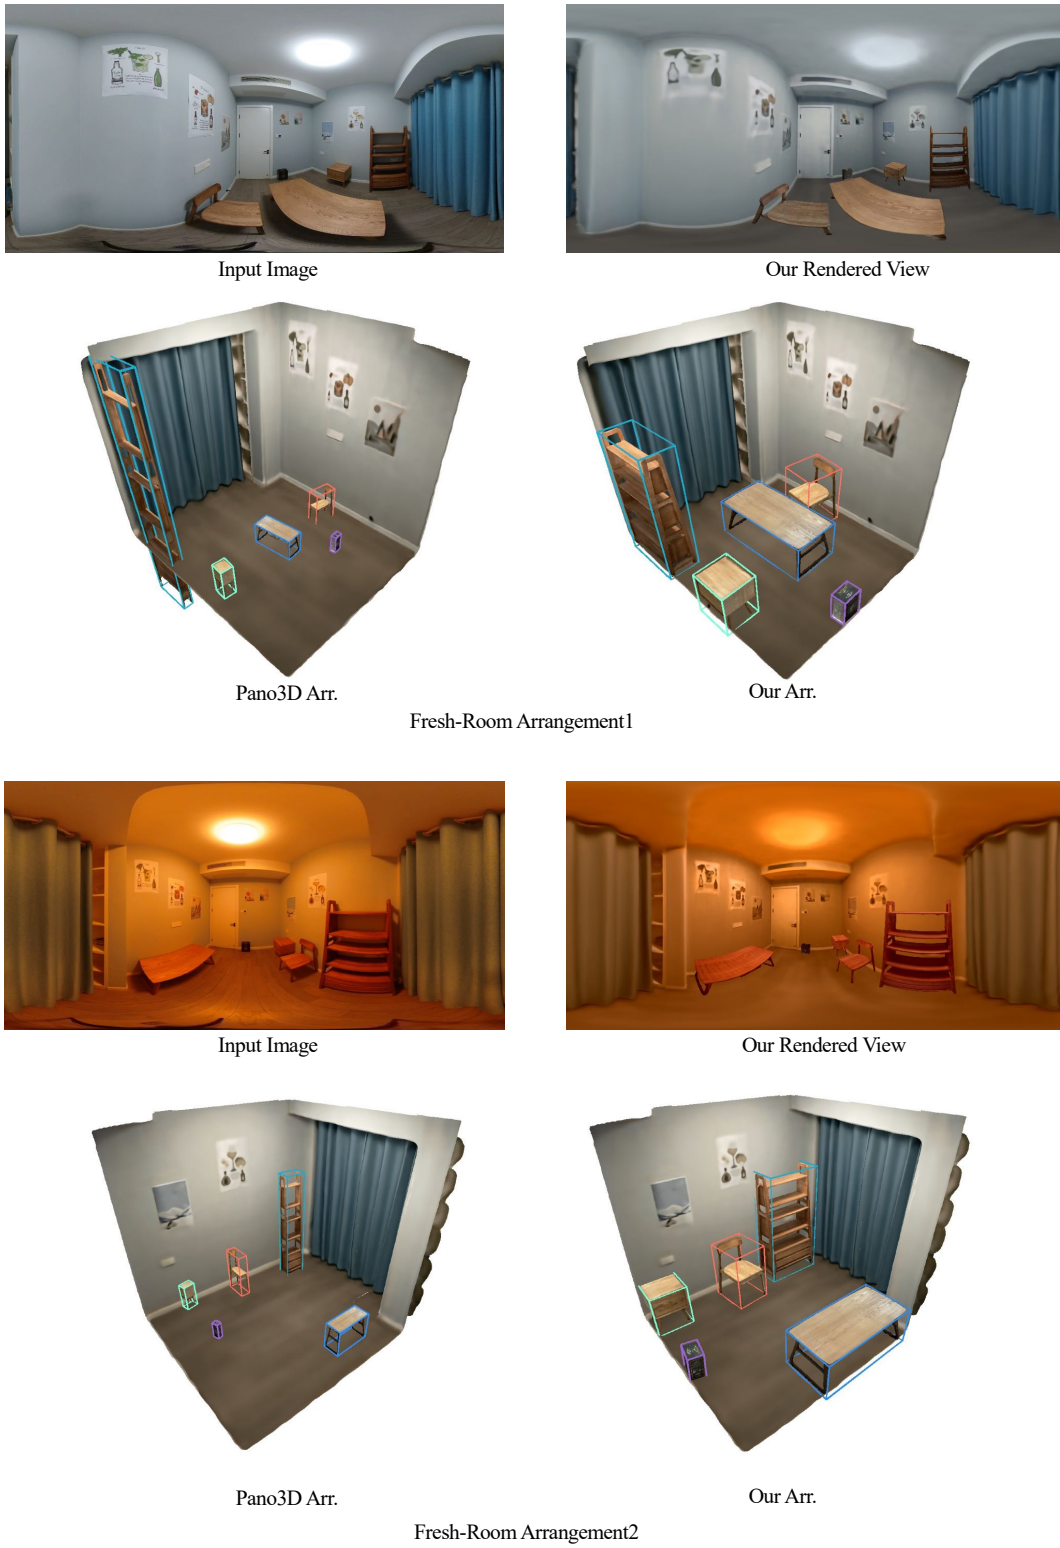 Input Image
Our Rendered View
Pano3D Arr.
Our Arr.
Fresh-Room Arrangement1
Input Image
Our Rendered View
Pano3D Arr.
Our Arr.
Fresh-Room Arrangement2